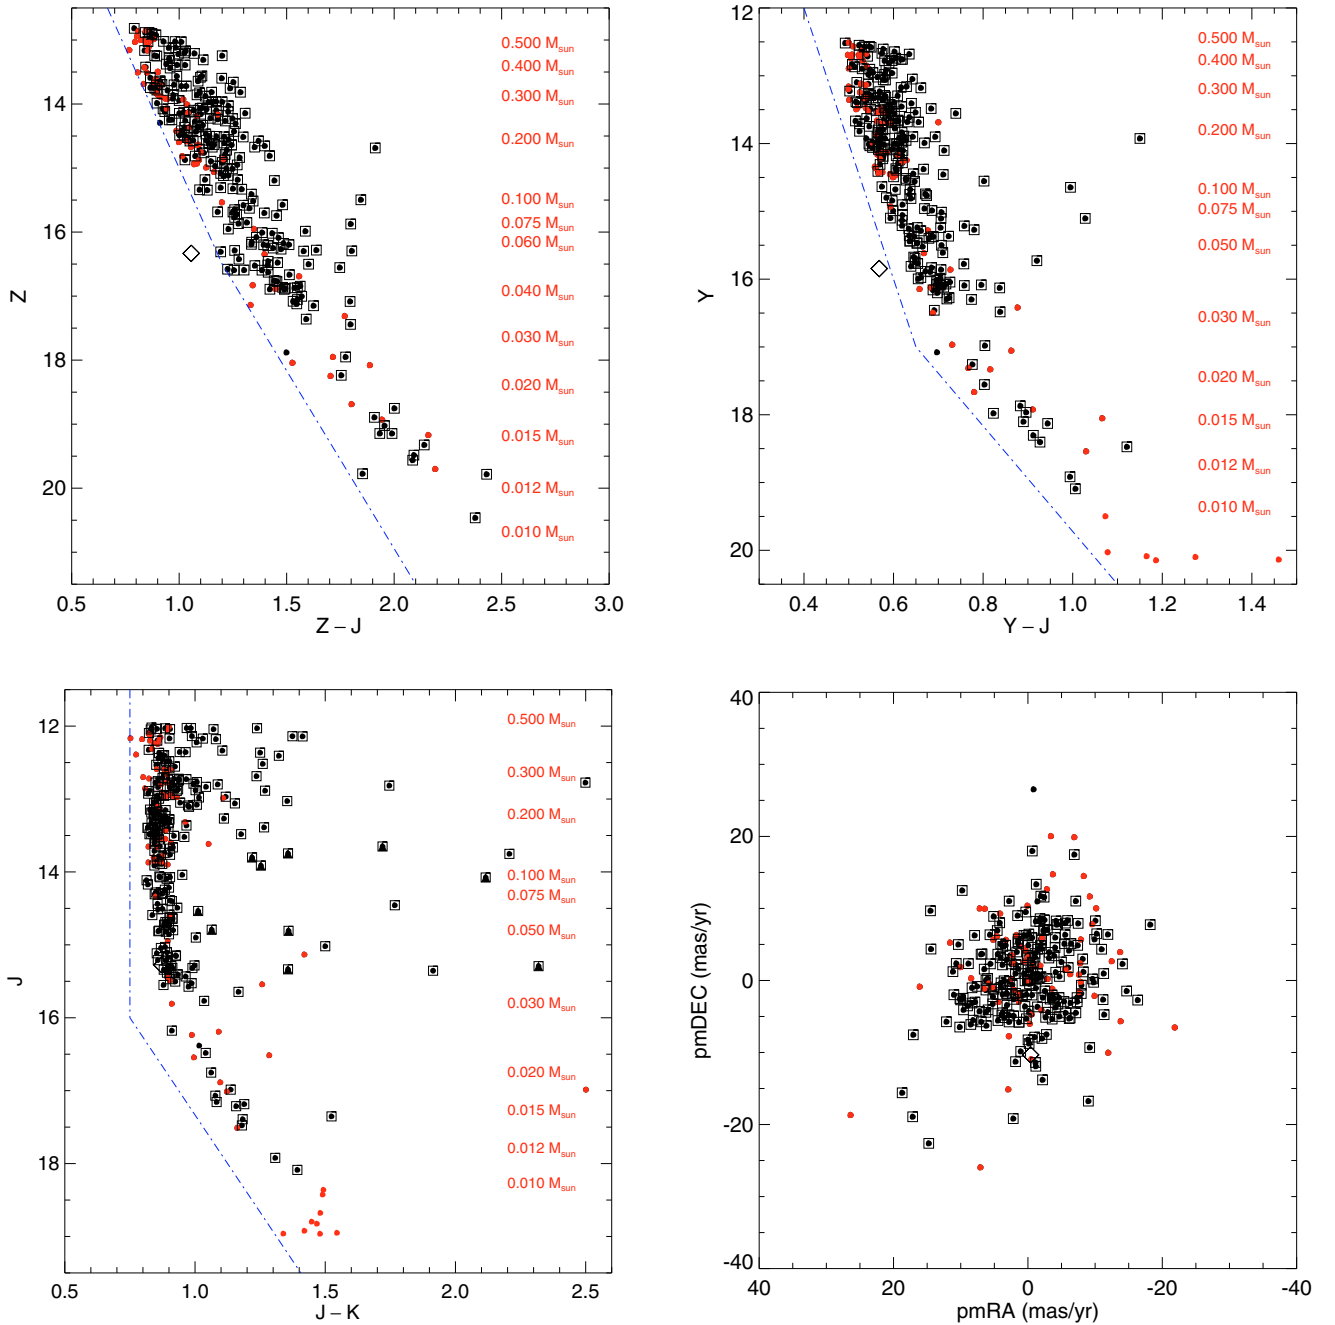 14
16
18
20
Z
0.5
1.0
1.5
2.0
2.5
3.0
Z – J
0.500 Msun
0.400 Msun
0.300 Msun
0.200 Msun
0.100 Msun
0.075 Msun
0.060 Msun
0.040 Msun
0.030 Msun
0.020 Msun
0.015 Msun
0.012 Msun
0.010 Msun
12
14
16
18
20
Y
0.4
0.6
0.8
1.0
1.2
1.4
Y – J
0.500 Msun
0.400 Msun
0.300 Msun
0.200 Msun
0.100 Msun
0.075 Msun
0.050 Msun
0.030 Msun
0.020 Msun
0.015 Msun
0.012 Msun
0.010 Msun
12
14
16
18
J
0.5
1.0
1.5
2.0
2.5
J – K
0.500 Msun
0.300 Msun
0.200 Msun
0.100 Msun
0.075 Msun
0.050 Msun
0.030 Msun
0.020 Msun
0.015 Msun
0.012 Msun
0.010 Msun
40
20
0
-20
-40
pmDEC (mas/yr)
40
20
0
-20
-40
pmRA (mas/yr)